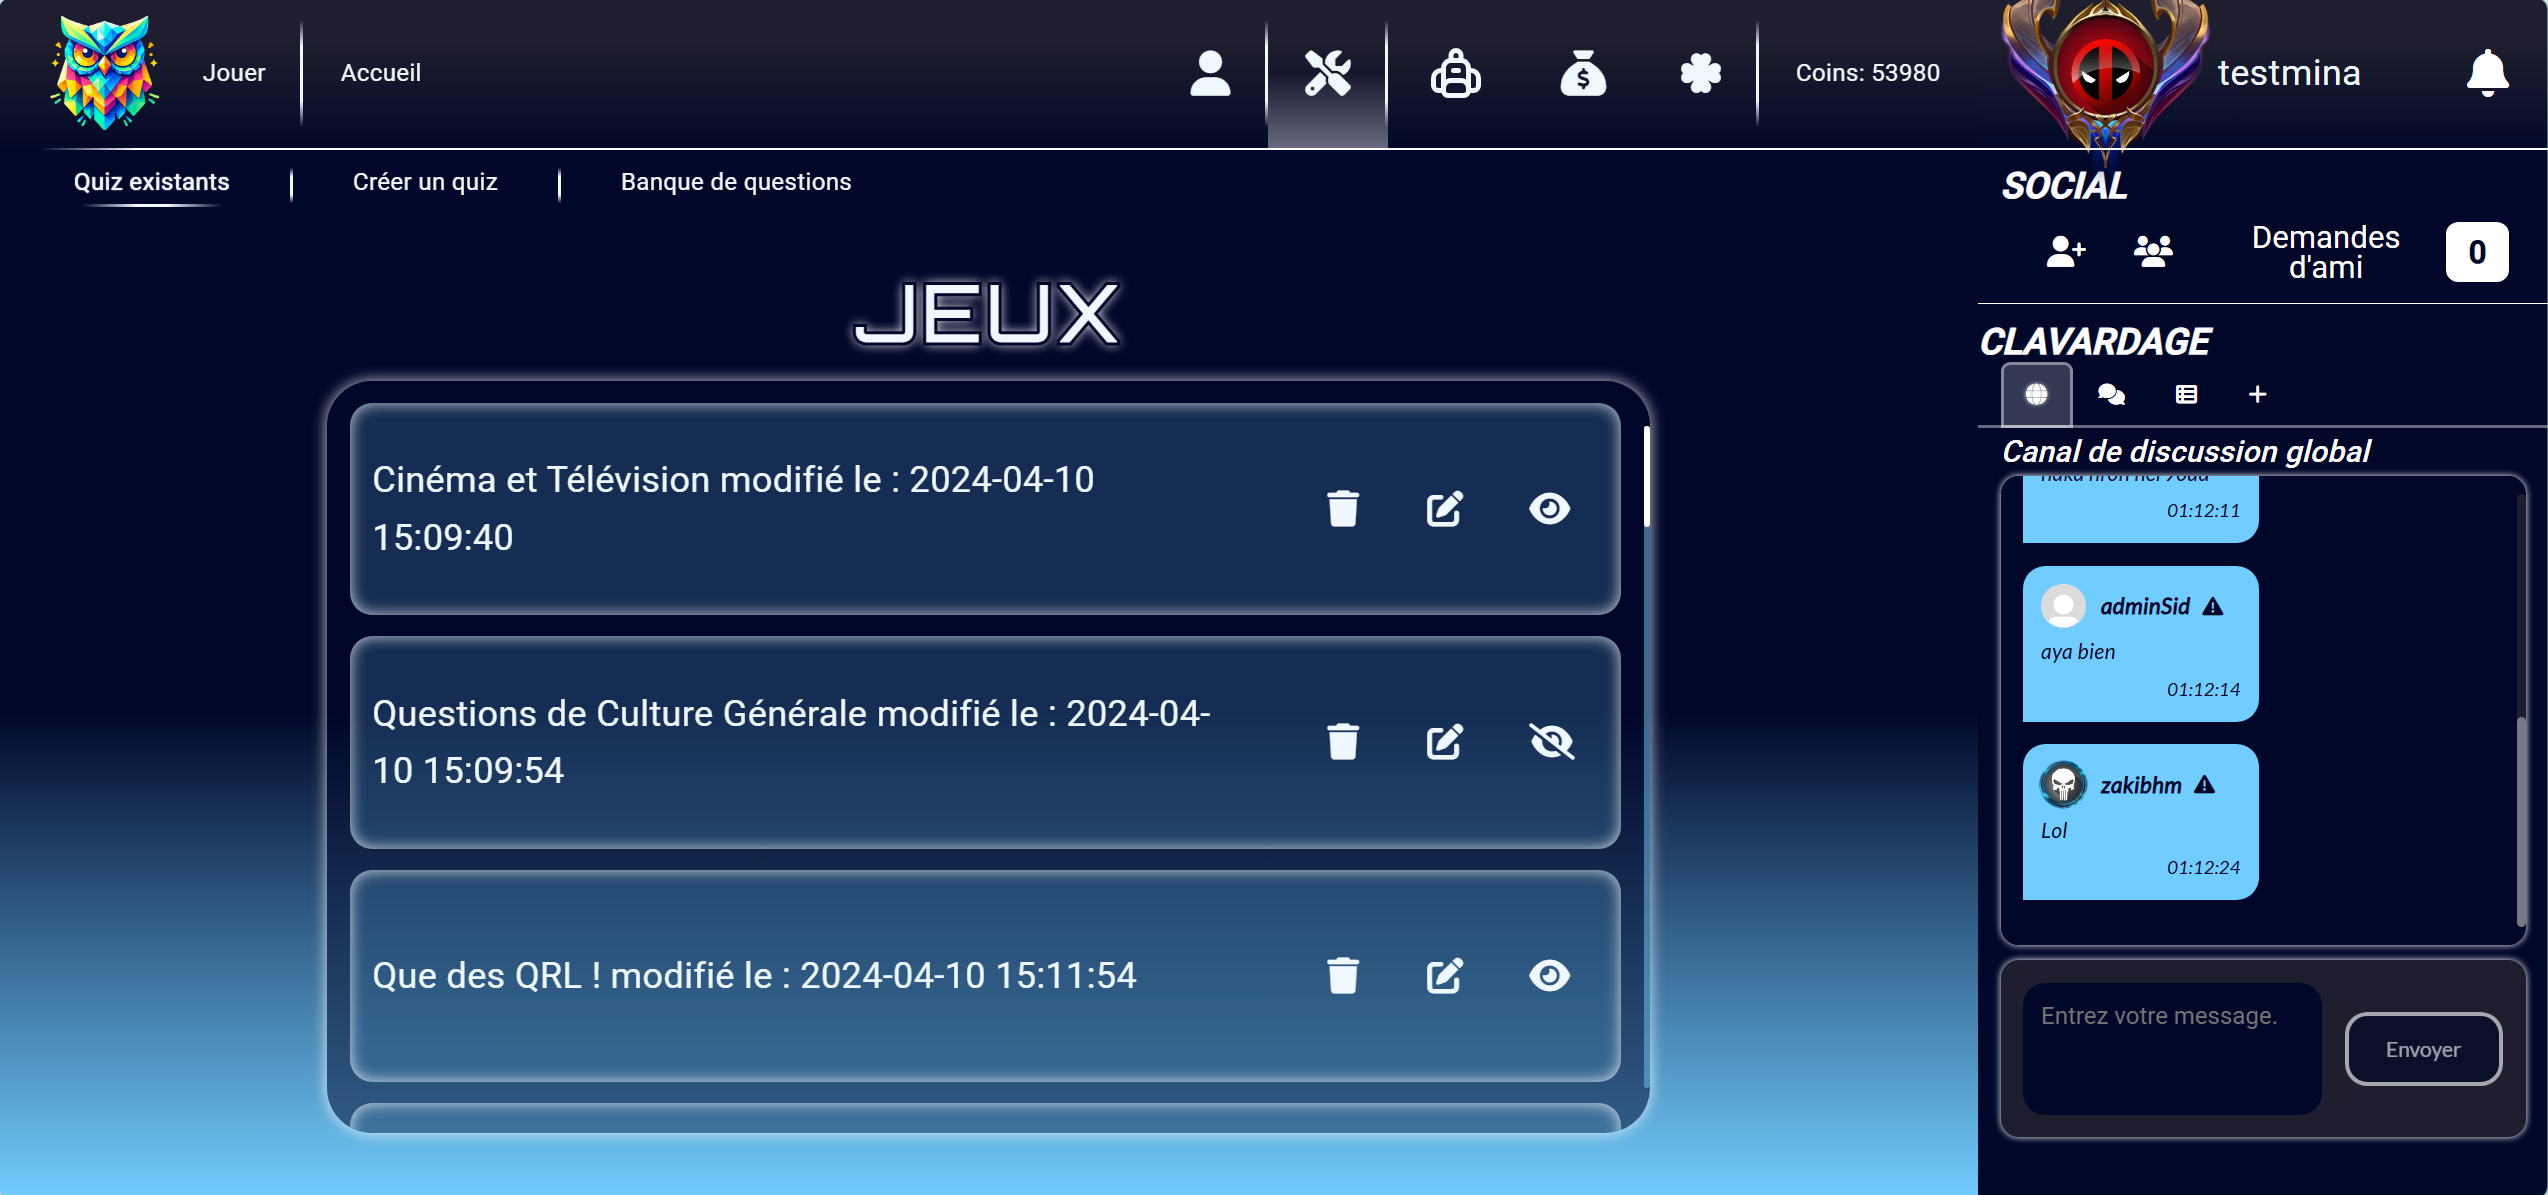 Jouer
Accueil
Coins: 53980
testmina
Quiz existants
Créer un quiz
Banque de questions
JEUX
Cinéma et Télévision modifié le : 2024-04-10
15:09:40
Questions de Culture Générale modifié le : 2024-04-
10 15:09:54
Que des QRL ! modifié le : 2024-04-10 15:11:54
SOCIAL
Demandes
d'ami
0
CLAVARDAGE
Canal de discussion global
01:12:11
adminSid
aya bien
01:12:14
zakibhm
Lol
01:12:24
Entrez votre message.
Envoyer